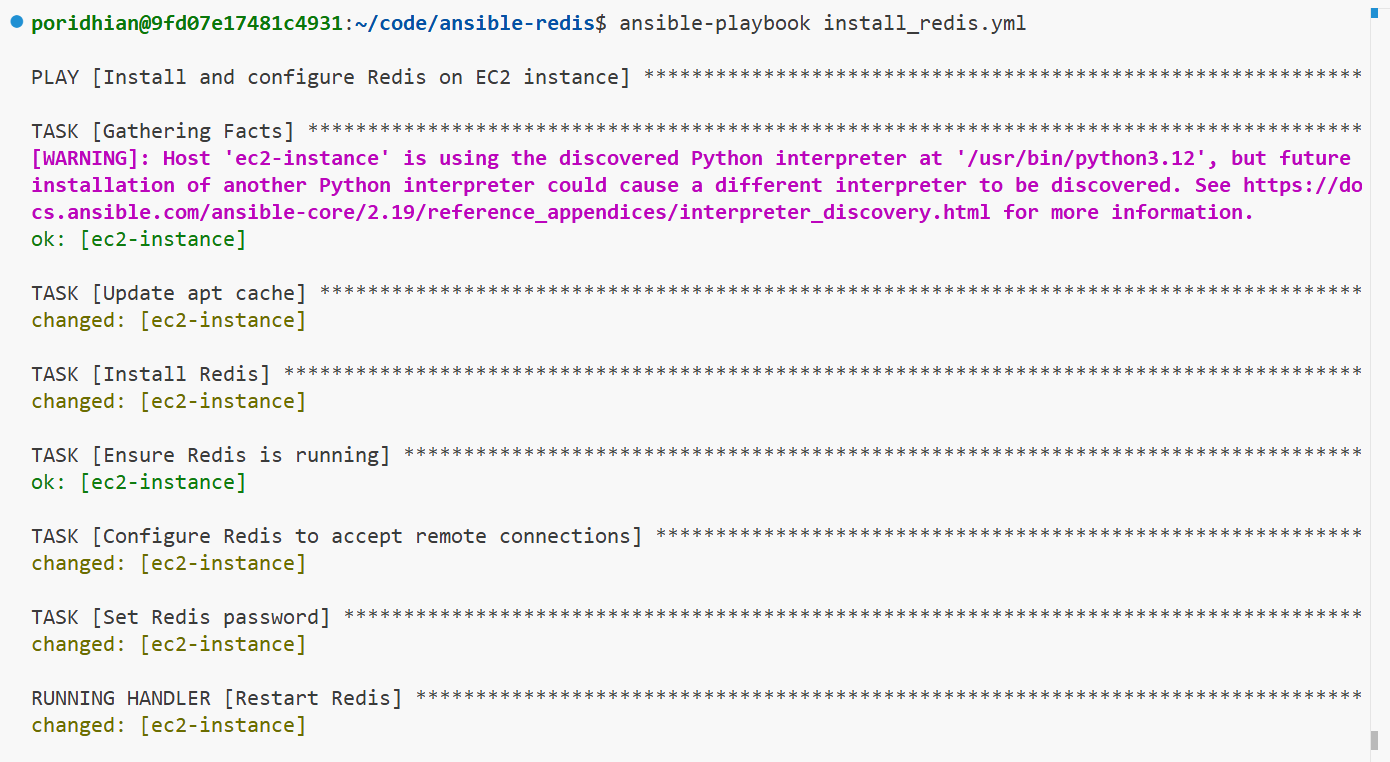 poridhian@9fd07e17481c4931:~/code/ansible-redis$ ansible-playbook install_redis.yml
PLAY [Install and configure Redis on EC2 instance] ************************************************************
TASK [Gathering Facts] ****************************************************************************************
[WARNING]: Host 'ec2-instance' is using the discovered Python interpreter at '/usr/bin/python3.12', but future
installation of another Python interpreter could cause a different interpreter to be discovered. See https://do
cs.ansible.com/ansible-core/2.19/reference_appendices/interpreter_discovery.html for more information.
ok: [ec2-instance]
TASK [Update apt cache] ***************************************************************************************
changed: [ec2-instance]
TASK [Install Redis] ******************************************************************************************
changed: [ec2-instance]
TASK [Ensure Redis is running] ********************************************************************************
ok: [ec2-instance]
TASK [Configure Redis to accept remote connections] ***********************************************************
changed: [ec2-instance]
TASK [Set Redis password] *************************************************************************************
changed: [ec2-instance]
RUNNING HANDLER [Restart Redis] *******************************************************************************
changed: [ec2-instance]